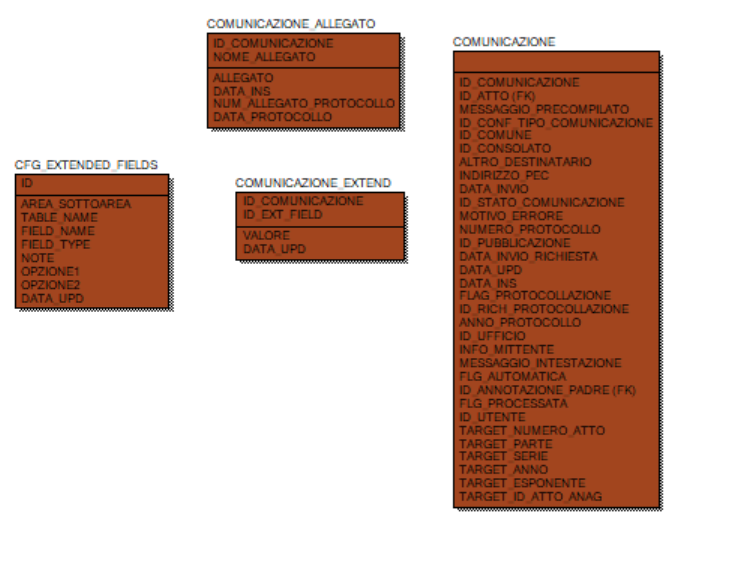 COMUNICAZIONE_ALLEGATO
ID_COMUNICAZIONE
NOME_ALLEGATO
ALLEGATO
DATA_INS
NUM_ALLEGATO_PROTOCOLLO
DATA_PROTOCOLLO
COMUNICAZIONE
ID_COMUNICAZIONE
ID_ATTO (FK)
MESSAGGIO_PRECOMPILATO
ID_CONF_TIPO_COMUNICAZIONE
ID_COMUNE
ID_CONSOLATO
ALTRO_DESTINATARIO
INDIRIZZO_PEC
DATA_INVIO
ID_STATO_COMUNICAZIONE
MOTIVO_ERRORE
NUMERO_PROTOCOLLO
ID_PUBBLICAZIONE
DATA_INVIO_RICHIESTA
DATA_UPD
DATA_INS
FLAG_PROTOCOLLAZIONE
ID_RICH_PROTOCOLLAZIONE
ANNO_PROTOCOLLO
ID_UFFICIO
INFO_MITTENTE
MESSAGGIO_INTESTAZIONE
FLG_AUTOMATICA
ID_ANNOTAZIONE_PADRE (FK)
FLG_PROCESSATA
ID_UTENTE
TARGET_NUMERO_ATTO
TARGET_PARTE
TARGET_SERIE
TARGET_ANNO
TARGET_ESPONENTE
TARGET_ID_ATTO_ANAG
CFG_EXTENDED_FIELDS
ID
AREA_SOTTOAREA
TABLE_NAME
FIELD_NAME
FIELD_TYPE
NOTE
OPZIONE1
OPZIONE2
DATA_UPD
COMUNICAZIONE_EXTEND
ID_COMUNICAZIONE
ID_EXT_FIELD
VALORE
DATA_UPD